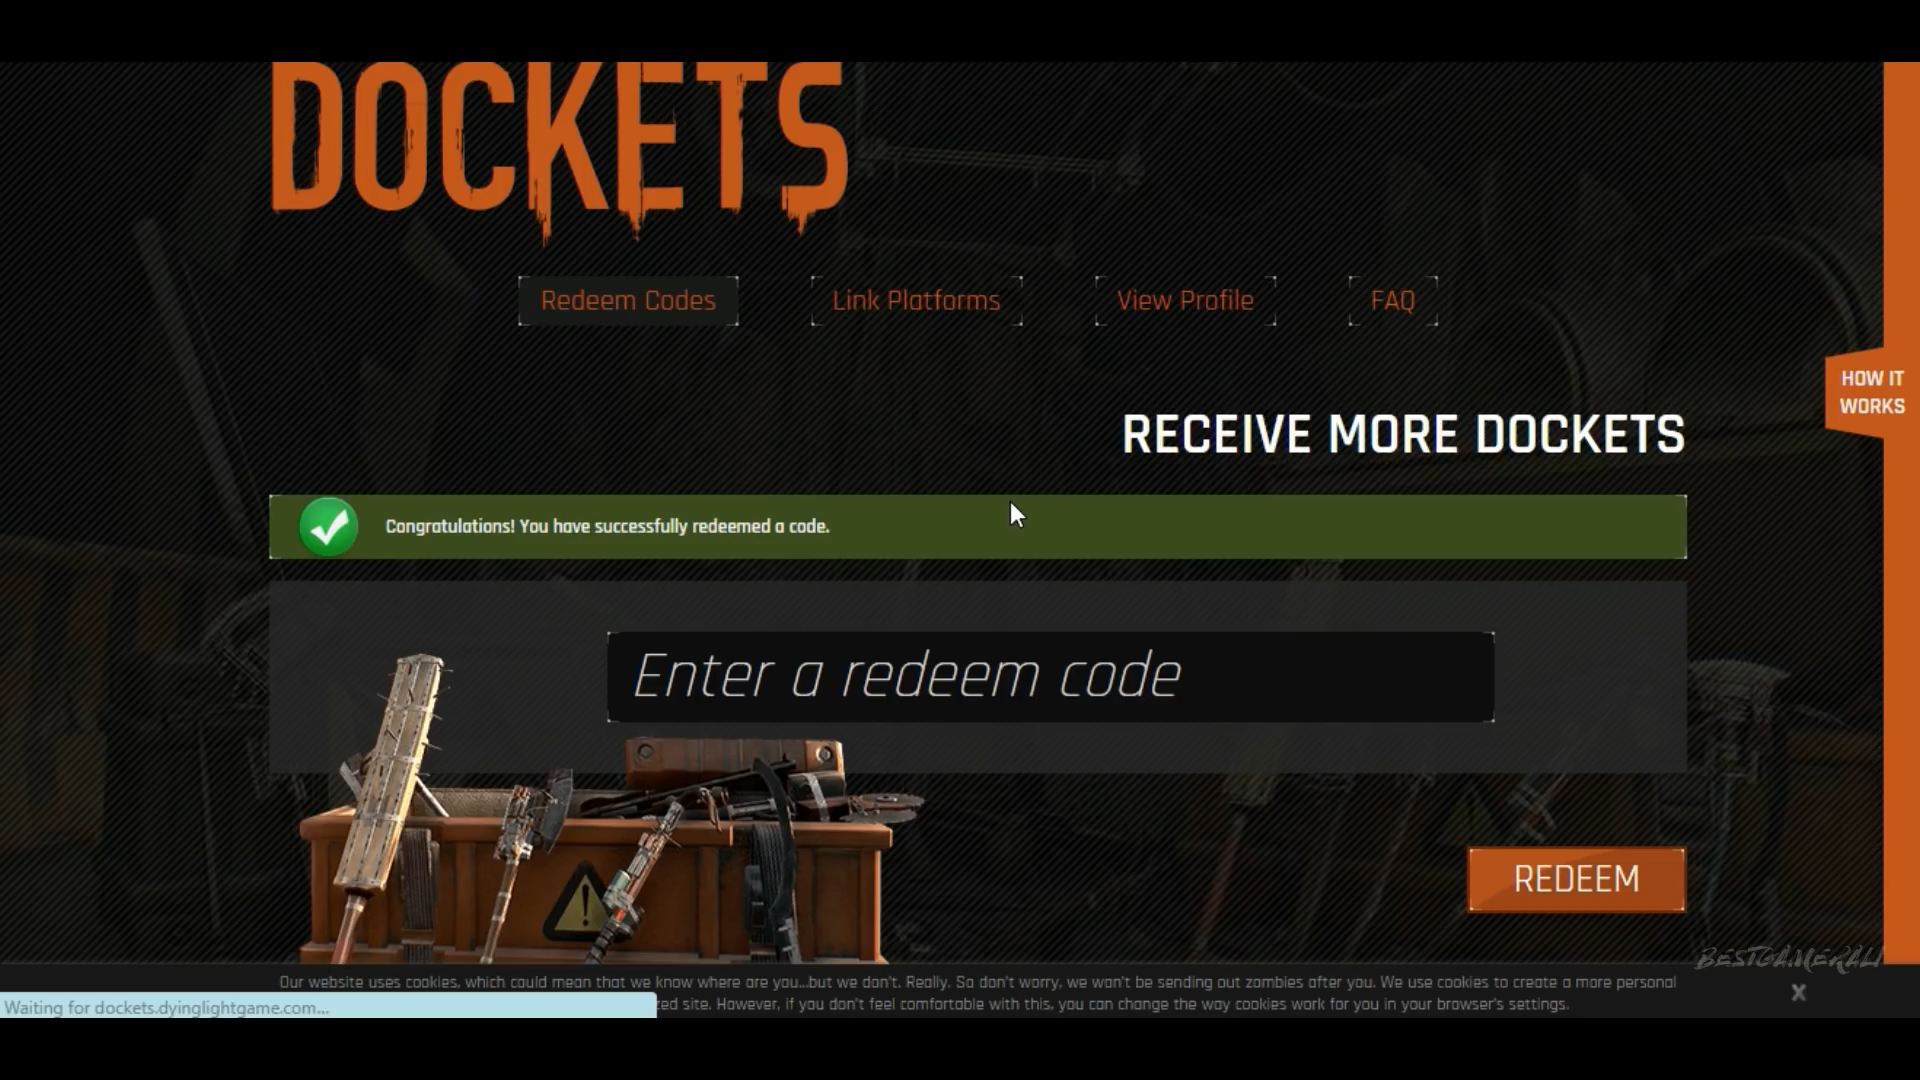 DOCKETS
Redeem Codes
Link Platforms
View Profile
FAQ
HOW IT
WORKS
RECEIVE MORE DOCKETS
Congratulations! You have successfully redeemed a code.
Enter a redeem code
REDEEM
BESTGAMERALI
Our website uses cookies, which could mean that we know where are you...but we don't. Really. So don't worry, we won't be sending out zombies after you. We use cookies to create a more personal
zed site. However, if you don't feel comfortable with this, you can change the way cookies work for you in your browser's settings.
X
Waiting for dockets.dyinglightgame.com...